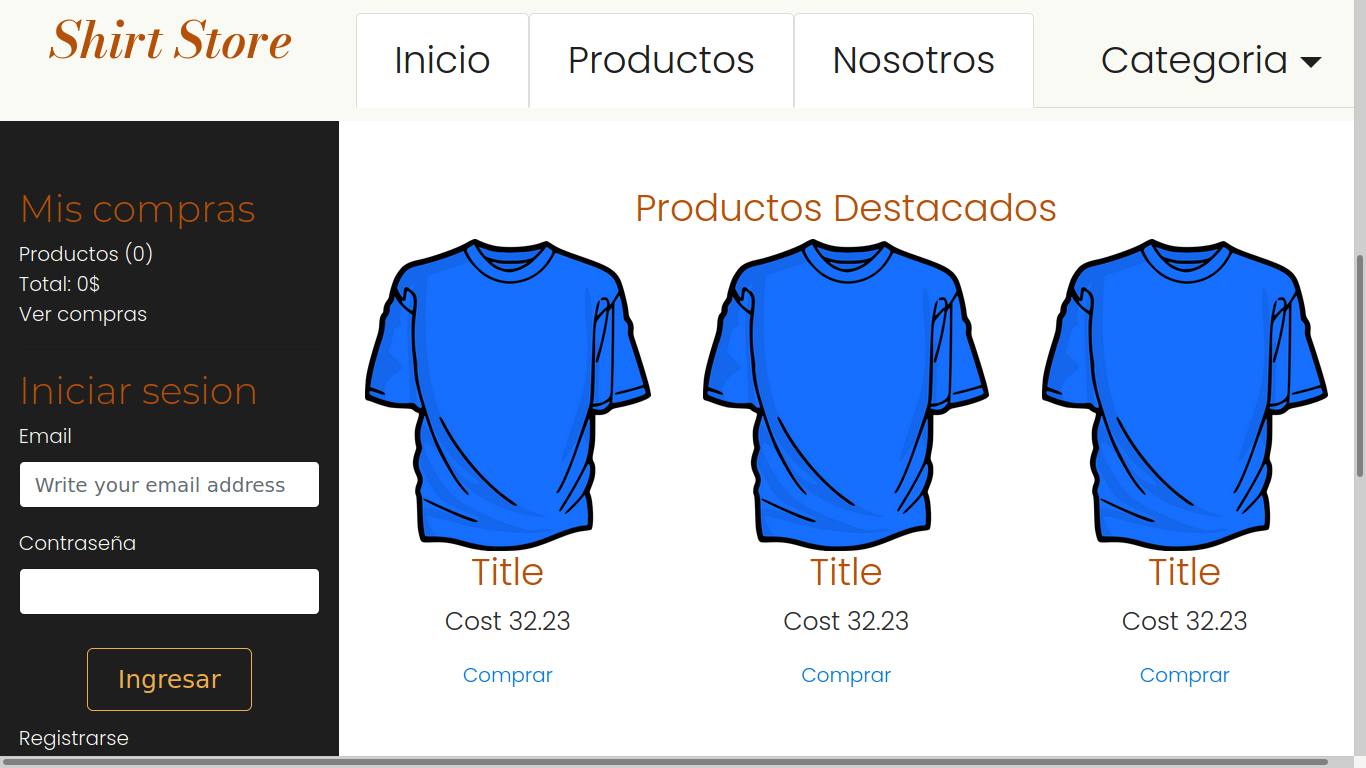 Shirt Store
Inicio
Productos
Nosotros
Categoria
Mis compras
Productos (0)
Total: 0$
Ver compras
Iniciar sesion
Email
Write your email address
Contraseña
Ingresar
Registrarse
Productos Destacados
Title
Cost 32.23
Comprar
Title
Cost 32.23
Comprar
Title
Cost 32.23
Comprar